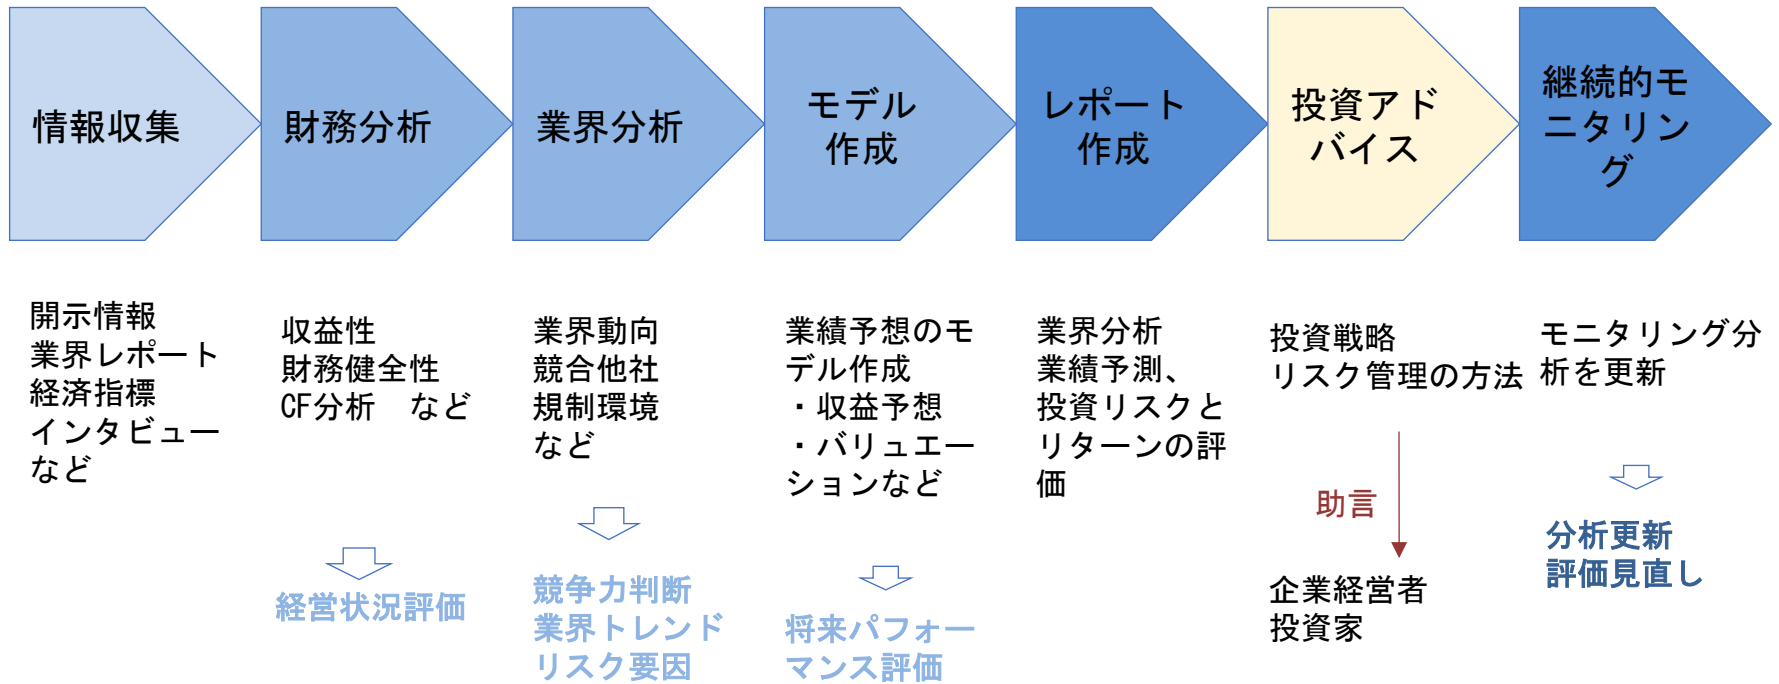 情報収集
財務分析
業界分析
モデル
作成
レポート
作成
投資アド
バイス
継続的モ
ニタリン
グ
開示情報
業界レポート
経済指標
インタビュー
など
収益性
財務健全性
CF分析　など
業界動向
競合他社
規制環境
など
業績予想のモ
デル作成
・収益予想
・バリュエー
ションなど
業界分析
業績予測、
投資リスクと
リターンの評
価
投資戦略
リスク管理の方法
モニタリング分
析を更新
経営状況評価
競争力判断
業界トレンド
リスク要因
将来パフォー
マンス評価
助言
企業経営者
投資家
分析更新
評価見直し